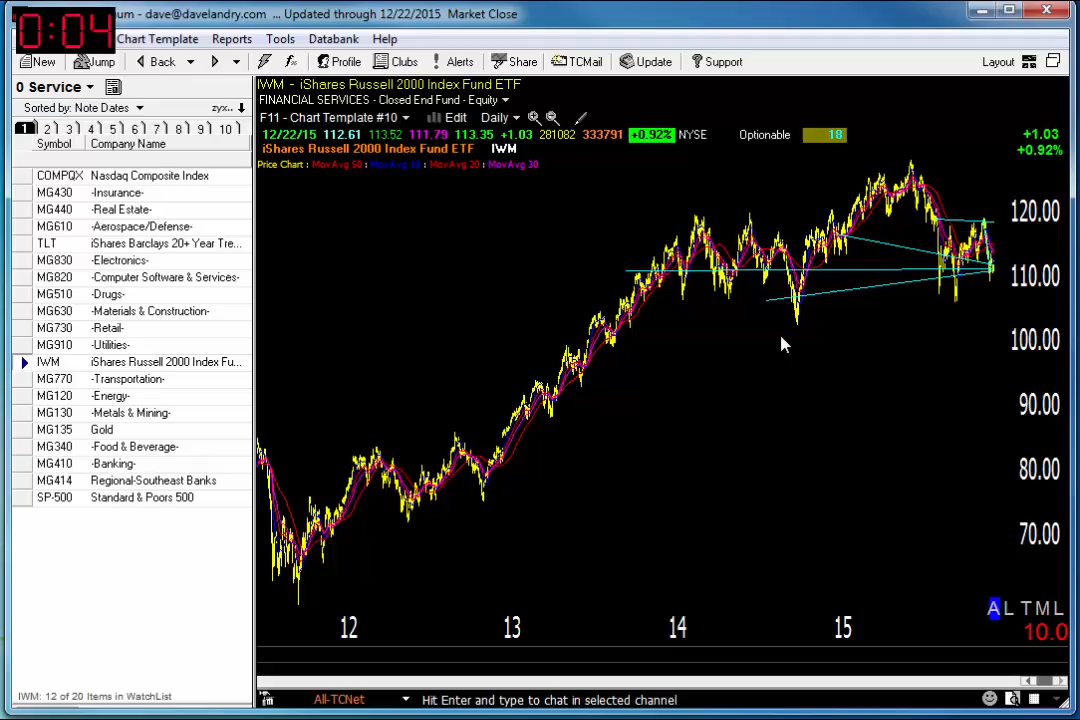 0:04
um - dave@davelandry.com ... Updated through 12/22/2015 Market Close
Chart Template Reports Tools Databank Help
New Jump Back Profile Clubs Alerts Share TCMail Update Support Layout
0 Service
Sorted by: Note Dates zyx..
1 2 3 4 5 6 7 8 9 10
Symbol Company Name
COMPQX Nasdaq Composite Index
MG430 -Insurance-
MG440 -Real Estate-
MG610 -Aerospace/Defense-
TLT iShares Barclays 20+ Year Tre...
MG830 -Electronics-
MG820 -Computer Software & Services-
MG510 -Drugs-
MG630 -Materials & Construction-
MG730 -Retail-
MG910 -Utilities-
IWM iShares Russell 2000 Index Fu...
MG770 -Transportation-
MG120 -Energy-
MG130 -Metals & Mining-
MG135 Gold
MG340 -Food & Beverage-
MG410 -Banking-
MG414 Regional-Southeast Banks
SP-500 Standard & Poors 500
IWM: 12 of 20 Items in WatchList
IWM - iShares Russell 2000 Index Fund ETF
FINANCIAL SERVICES - Closed End Fund - Equity
F11 - Chart Template #10 Edit Daily
12/22/15 112.61 113.52 111.79 113.35 +1.03 281082 333791 +0.92% NYSE Optionable 18 +1.03
iShares Russell 2000 Index Fund ETF IWM +0.92%
Price Chart : MovAvg 50 : MovAvg 10 : MovAvg 20 : MovAvg 30
120.00
110.00
100.00
90.00
80.00
70.00
12 13 14 15
A L T M L
10.0
All-TCNet Hit Enter and type to chat in selected channel